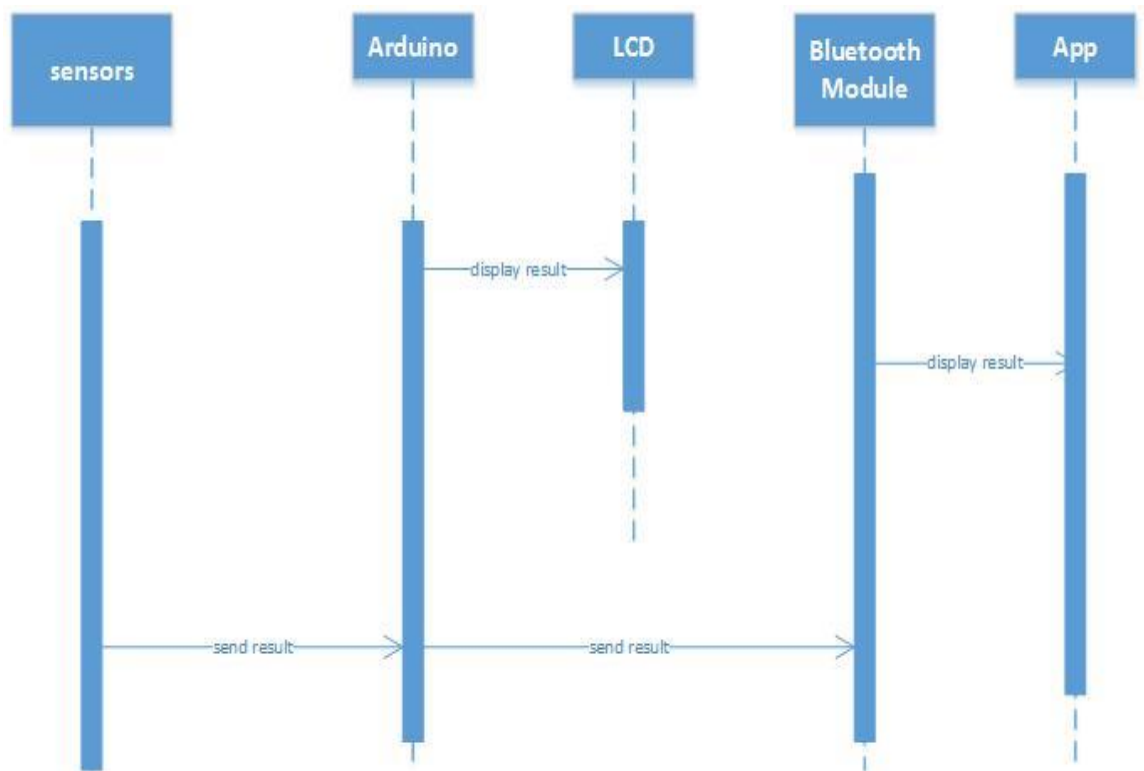 sensors
Arduino
LCD
Bluetooth
Module
App
display result
display result
send result
send result